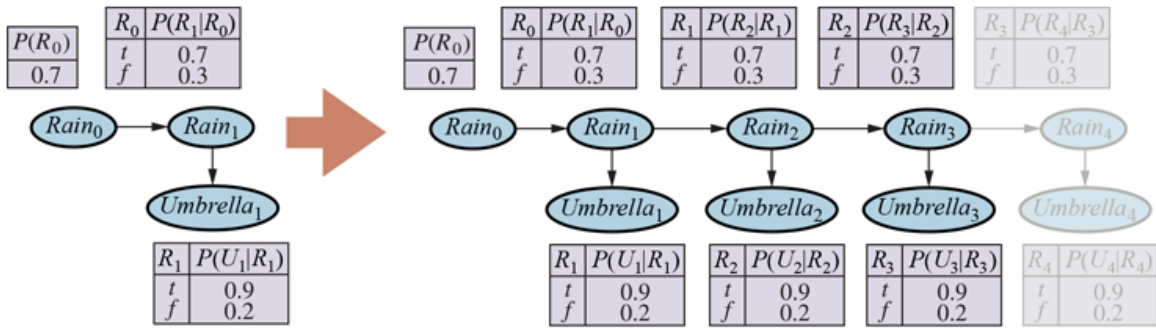 P(R₀)
0.7
R₀ P(R₁|R₀)
t 0.7
f 0.3
Rain₀
Rain₁
Umbrella₁
R₁ P(U₁|R₁)
t 0.9
f 0.2
P(R₀)
0.7
R₀ P(R₁|R₀)
t 0.7
f 0.3
R₁ P(R₂|R₁)
t 0.7
f 0.3
R₂ P(R₃|R₂)
t 0.7
f 0.3
R₃ P(R₄|R₃)
t 0.7
f 0.3
Rain₀
Rain₁
Rain₂
Rain₃
Rain₄
Umbrella₁
Umbrella₂
Umbrella₃
Umbrella₄
R₁ P(U₁|R₁)
t 0.9
f 0.2
R₂ P(U₂|R₂)
t 0.9
f 0.2
R₃ P(U₃|R₃)
t 0.9
f 0.2
R₄ P(U₄|R₄)
t 0.9
f 0.2